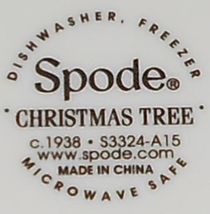 DISHWASHER, FREEZER
Spode®
· CHRISTMAS TREE ·
c.1938 · S3324-A15
www.spode.com
MADE IN CHINA
MICROWAVE SAFE